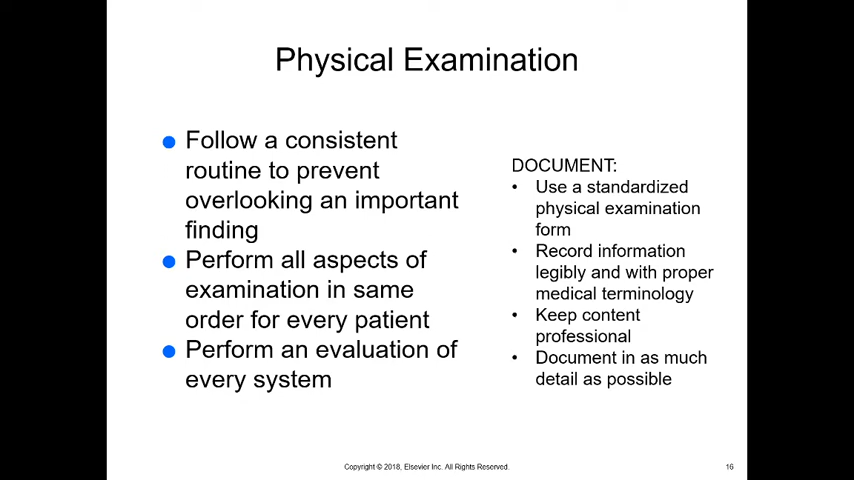 Physical Examination
Follow a consistent
routine to prevent
overlooking an important
finding
Perform all aspects of
examination in same
order for every patient
Perform an evaluation of
every system
DOCUMENT:
• Use a standardized
physical examination
form
• Record information
legibly and with proper
medical terminology
• Keep content
professional
• Document in as much
detail as possible
Copyright © 2018, Elsevier Inc. All Rights Reserved.
16